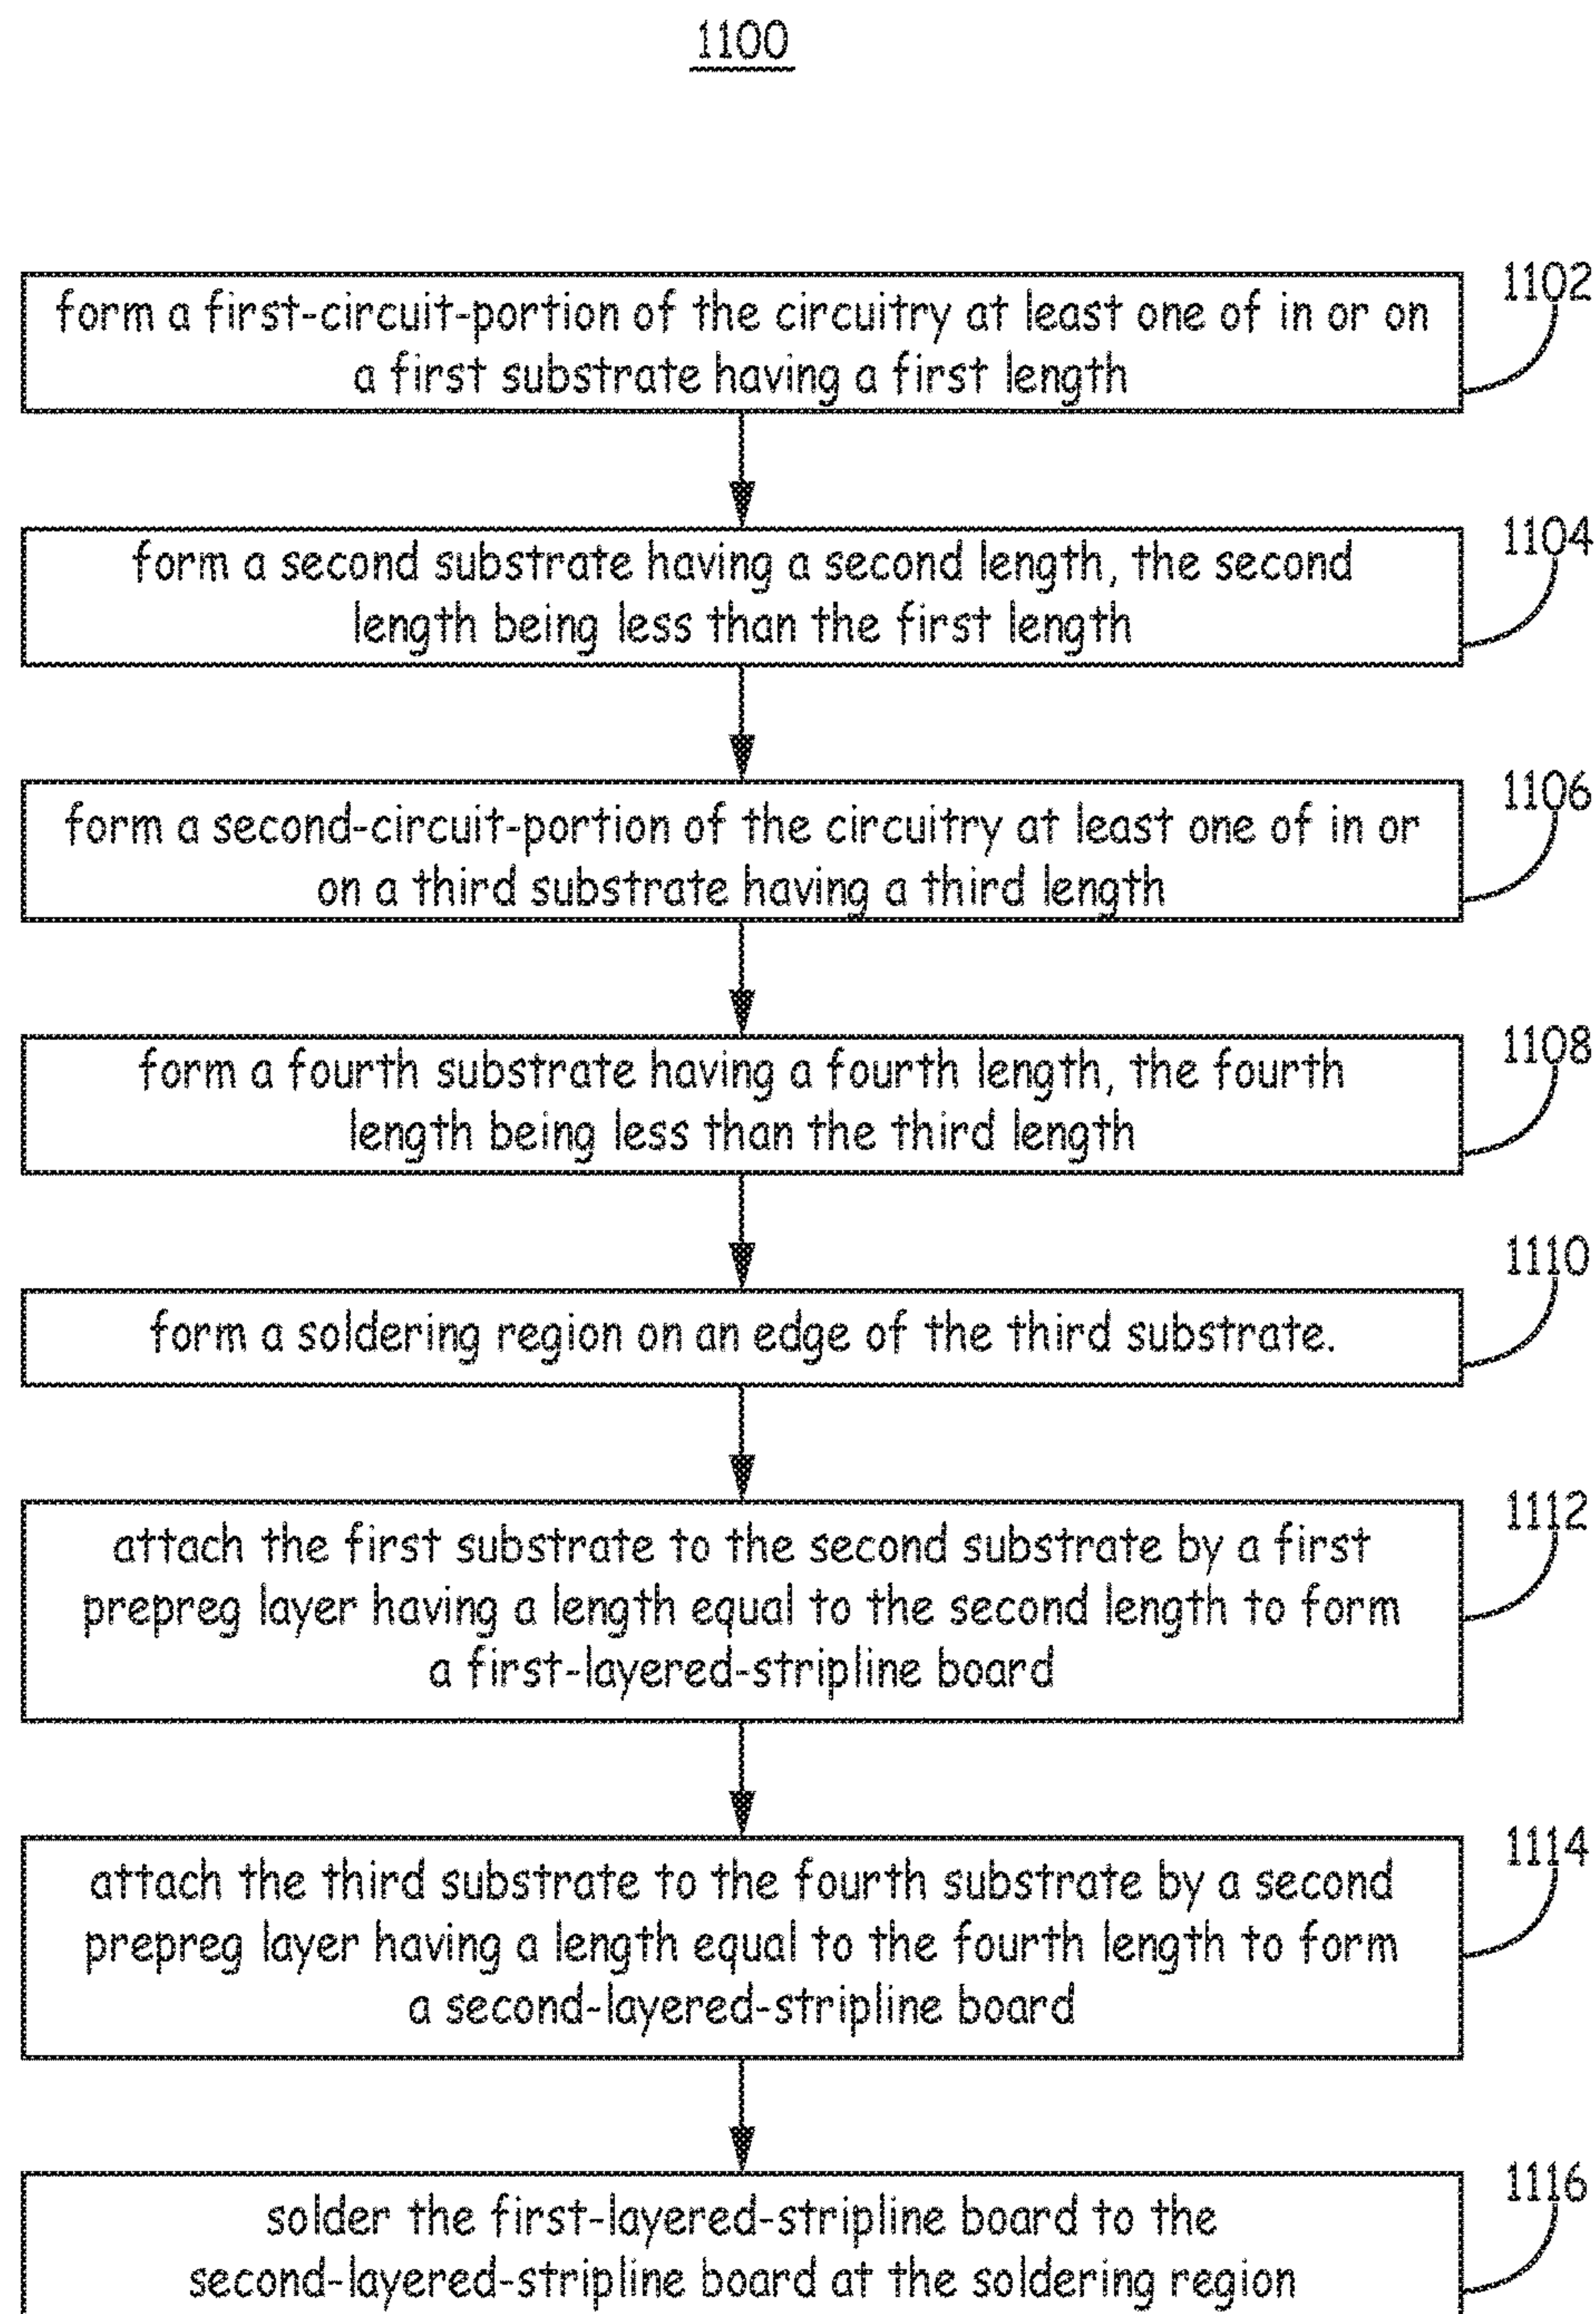 1100
form a first-circuit-portion of the circuitry at least one of in or on
a first substrate having a first length
1102
form a second substrate having a second length, the second
length being less than the first length
1104
form a second-circuit-portion of the circuitry at least one of in or
on a third substrate having a third length
1106
form a fourth substrate having a fourth length, the fourth
length being less than the third length
1108
form a soldering region on an edge of the third substrate.
1110
attach the first substrate to the second substrate by a first
prepreg layer having a length equal to the second length to form
a first-layered-stripline board
1112
attach the third substrate to the fourth substrate by a second
prepreg layer having a length equal to the fourth length to form
a second-layered-stripline board
1114
solder the first-layered-stripline board to the
second-layered-stripline board at the soldering region
1116